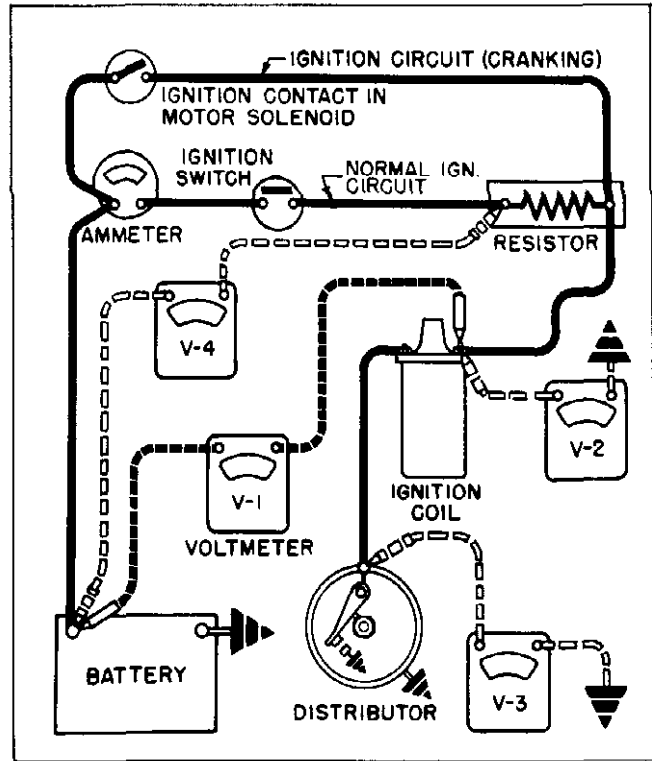 IGNITION CIRCUIT (CRANKING)
IGNITION CONTACT IN
MOTOR SOLENOID
IGNITION
SWITCH
NORMAL IGN.
CIRCUIT
AMMETER
RESISTOR
V-4
V-2
V-1
IGNITION
COIL
VOLTMETER
BATTERY
V-3
DISTRIBUTOR